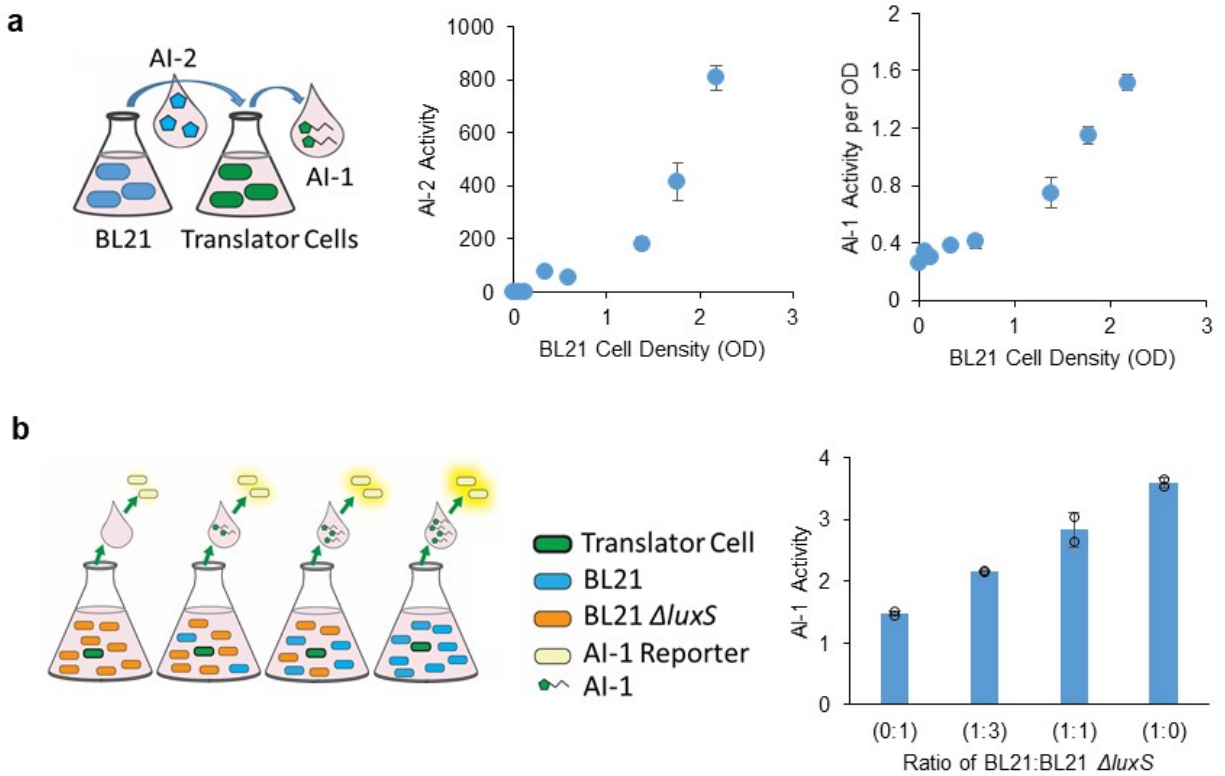 a
AI-2
AI-1
BL21
Translator Cells
1000
800
600
400
200
0
AI-2 Activity
0
1
2
3
BL21 Cell Density (OD)
2
1.6
1.2
0.8
0.4
0
AI-1 Activity per OD
0
1
2
3
BL21 Cell Density (OD)
b
Translator Cell
BL21
BL21 ΔluxS
AI-1 Reporter
AI-1
4
3
2
1
0
AI-1 Activity
(0:1)
(1:3)
(1:1)
(1:0)
Ratio of BL21:BL21 ΔluxS